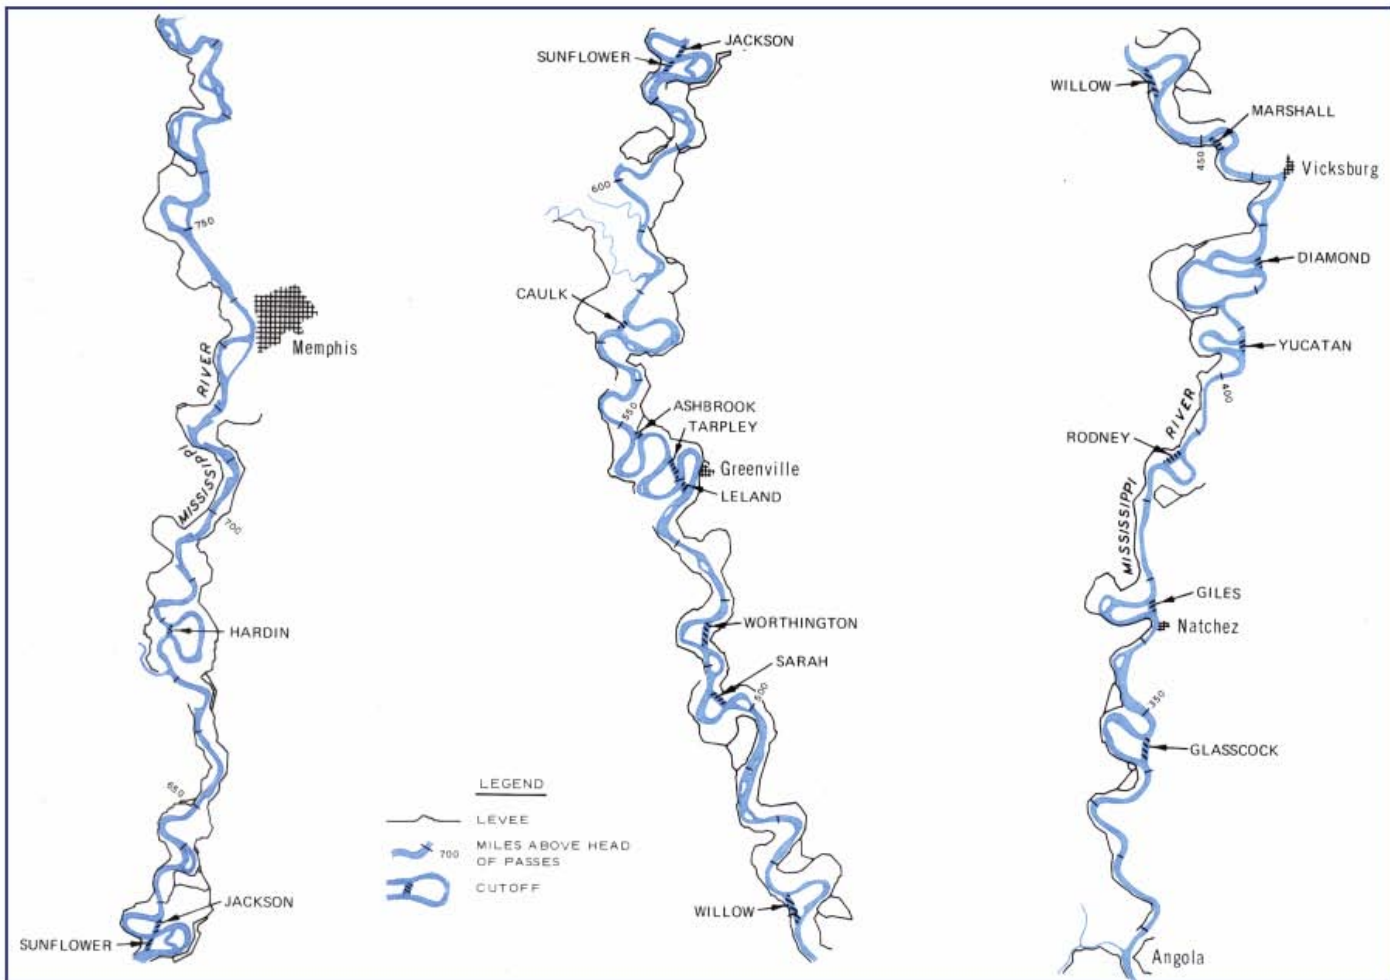 750
Memphis
MISSISSIPPI RIVER
700
HARDIN
650
JACKSON
SUNFLOWER
JACKSON
SUNFLOWER
600
CAULK
550
ASHBROOK
TARPLEY
Greenville
LELAND
WORTHINGTON
SARAH
500
WILLOW
LEGEND
LEVEE
700 MILES ABOVE HEAD
OF PASSES
CUTOFF
WILLOW
MARSHALL
450
Vicksburg
DIAMOND
YUCATAN
400
MISSISSIPPI RIVER
RODNEY
GILES
Natchez
350
GLASSCOCK
Angola